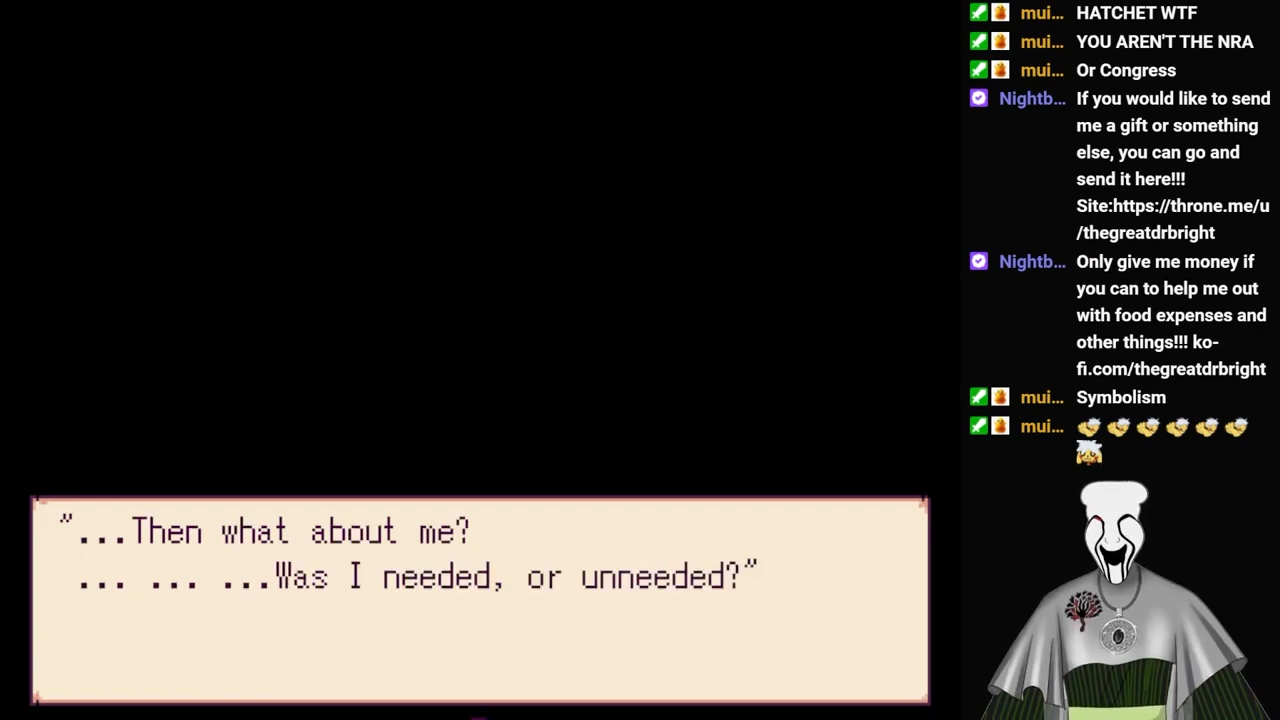 mui... HATCHET WTF
mui... YOU AREN'T THE NRA
mui... Or Congress
Nightb... If you would like to send
me a gift or something
else, you can go and
send it here!!!
Site:https://throne.me/u
/thegreatdrbright
Nightb... Only give me money if
you can to help me out
with food expenses and
other things!!! ko-
fi.com/thegreatdrbright
mui... Symbolism
mui...
"...Then what about me?
... ... ...Was I needed, or unneeded?"